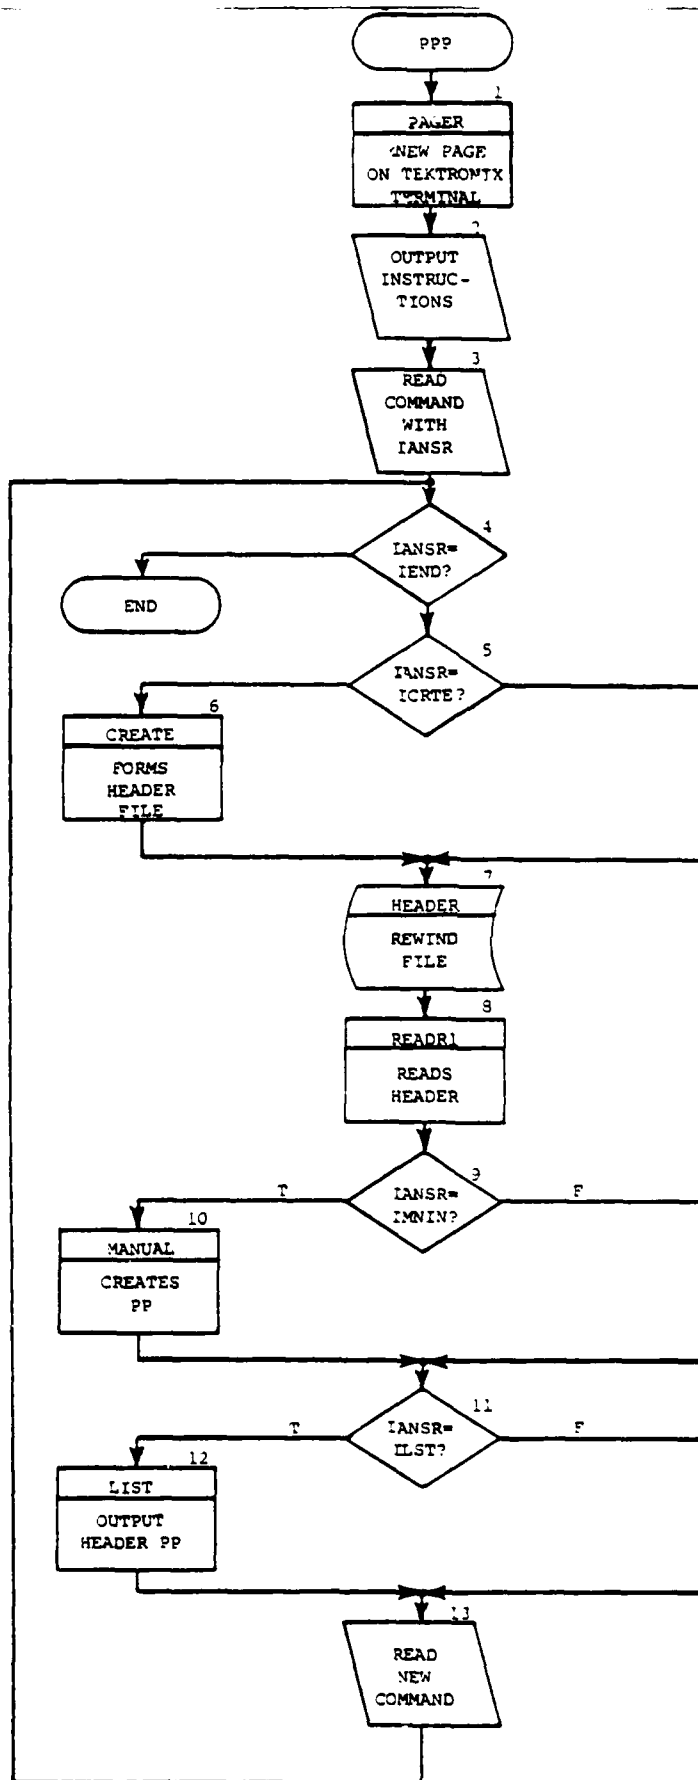 PPP
1
PAGER
NEW PAGE
ON TEKTRONIX
TERMINAL
2
OUTPUT
INSTRUC-
TIONS
3
READ
COMMAND
WITH
IANSR
4
IANSR=
IEND?
END
5
IANSR=
ICRTE?
6
CREATE
FORMS
HEADER
FILE
7
HEADER
REWIND
FILE
8
READR1
READS
HEADER
9
T
IANSR=
IMNIN?
F
10
MANUAL
CREATES
PP
11
T
IANSR=
ILST?
F
12
LIST
OUTPUT
HEADER PP
13
READ
NEW
COMMAND